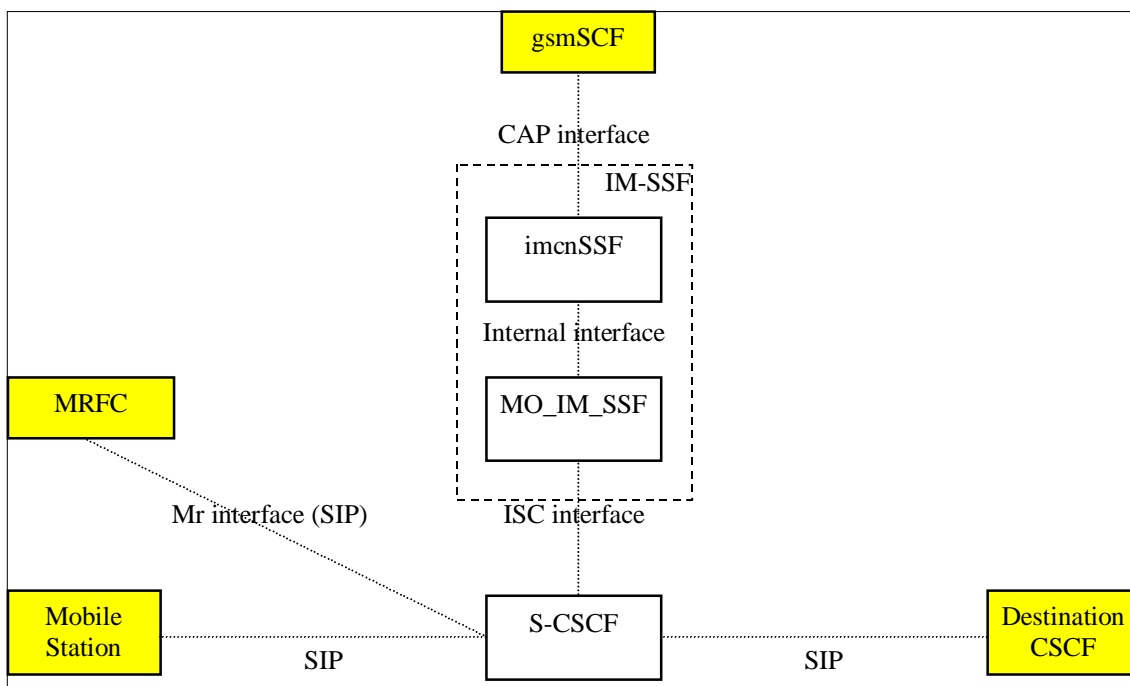 gsmSCF
CAP interface
IM-SSF
imcnSSF
Internal interface
MRFC
MO_IM_SSF
Mr interface (SIP)
ISC interface
Mobile
Station
SIP
S-CSCF
SIP
Destination
CSCF